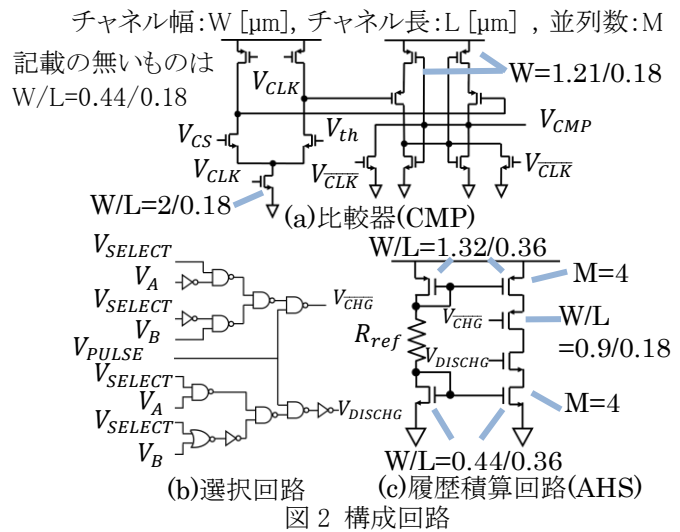 チャネル幅:W [μm], チャネル長:L [μm] , 並列数:M
記載の無いものは
W/L=0.44/0.18
V_CLK
W=1.21/0.18
V_CS
V_th
V_CMP
V_CLK
V_C̅L̅K̅
V_C̅L̅K̅
W/L=2/0.18
(a)比較器(CMP)
V_SELECT
V_A
V_SELECT
V_B
V_PULSE
V_SELECT
V_A
V_SELECT
V_B
V_C̅H̅G̅
V_DISCHG
(b)選択回路
W/L=1.32/0.36
M=4
V_C̅H̅G̅
W/L
=0.9/0.18
R_ref
V_DISCHG
M=4
W/L=0.44/0.36
(c)履歴積算回路(AHS)
図 2 構成回路